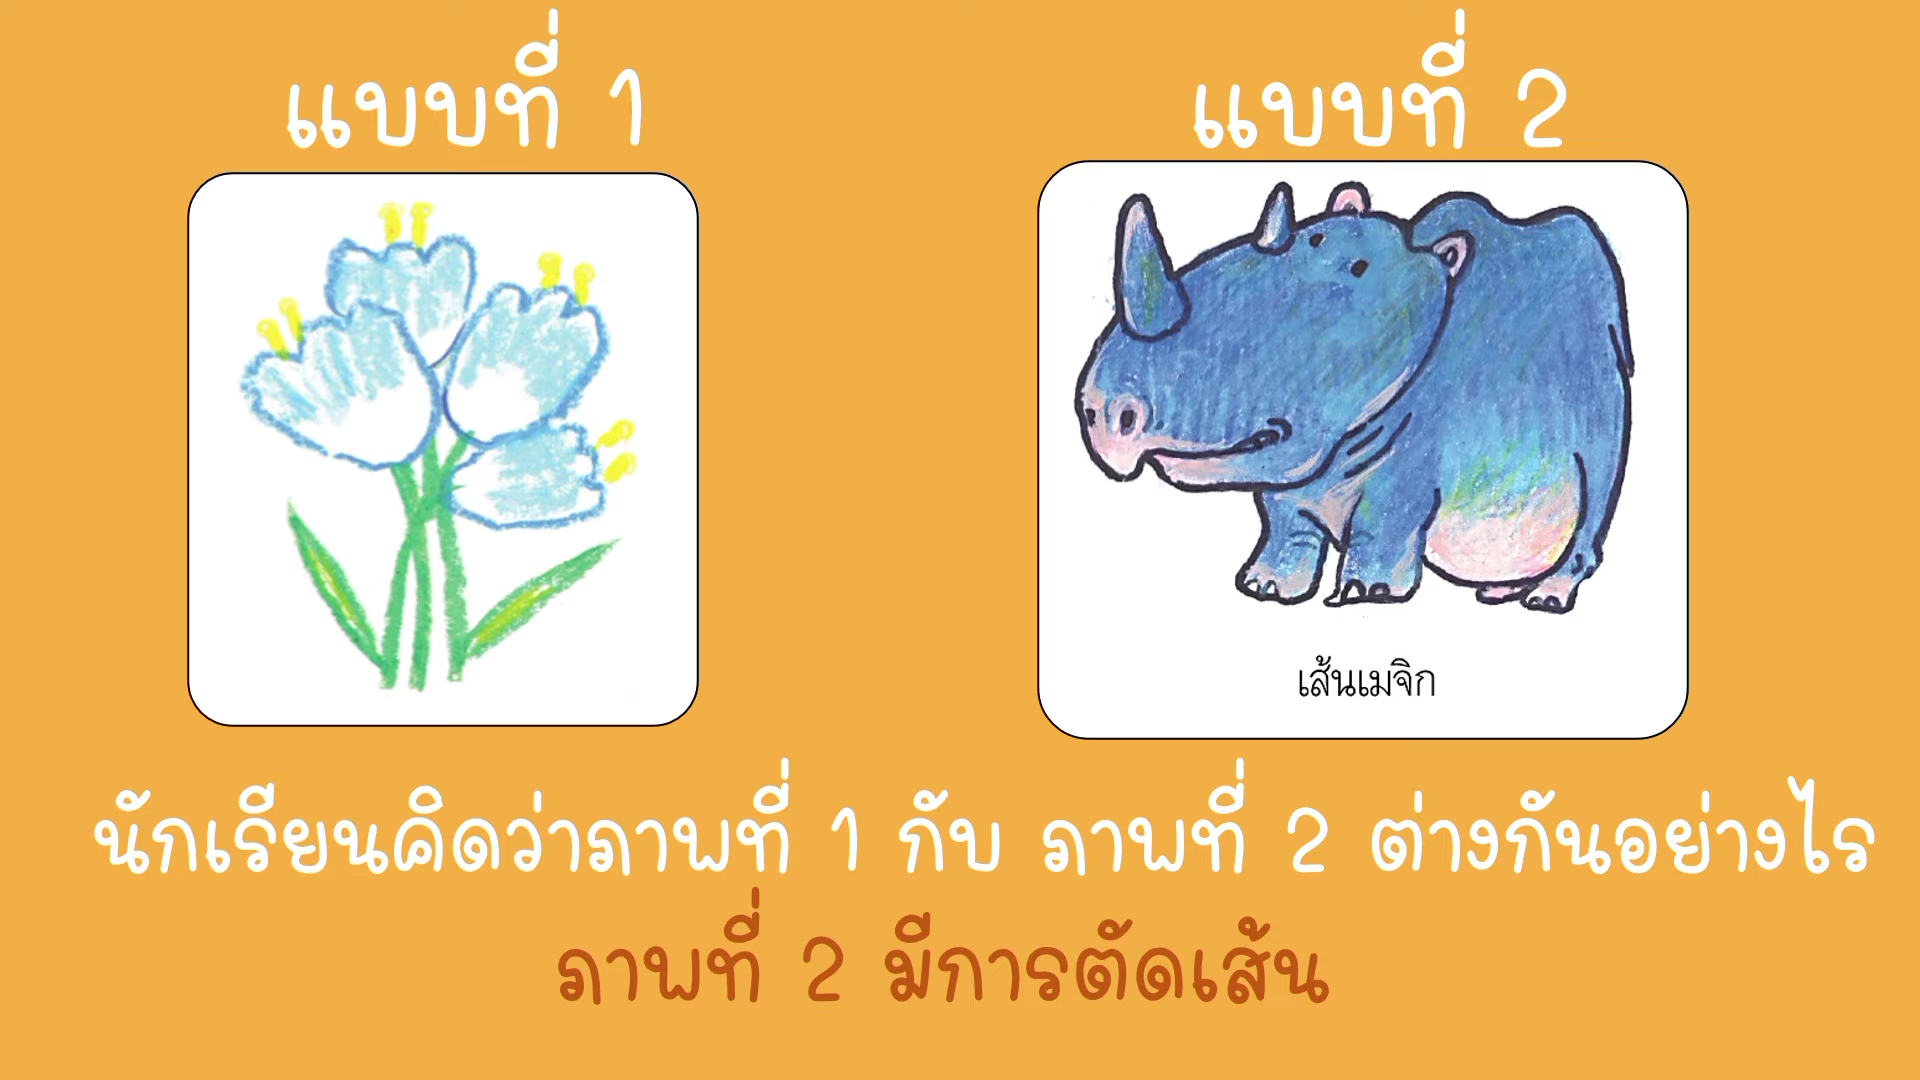 แบบที่ 1
แบบที่ 2
เส้นเมจิก
นักเรียนคิดว่าภาพที่ 1 กับ ภาพที่ 2 ต่างกันอย่างไร
ภาพที่ 2 มีการตัดเส้น